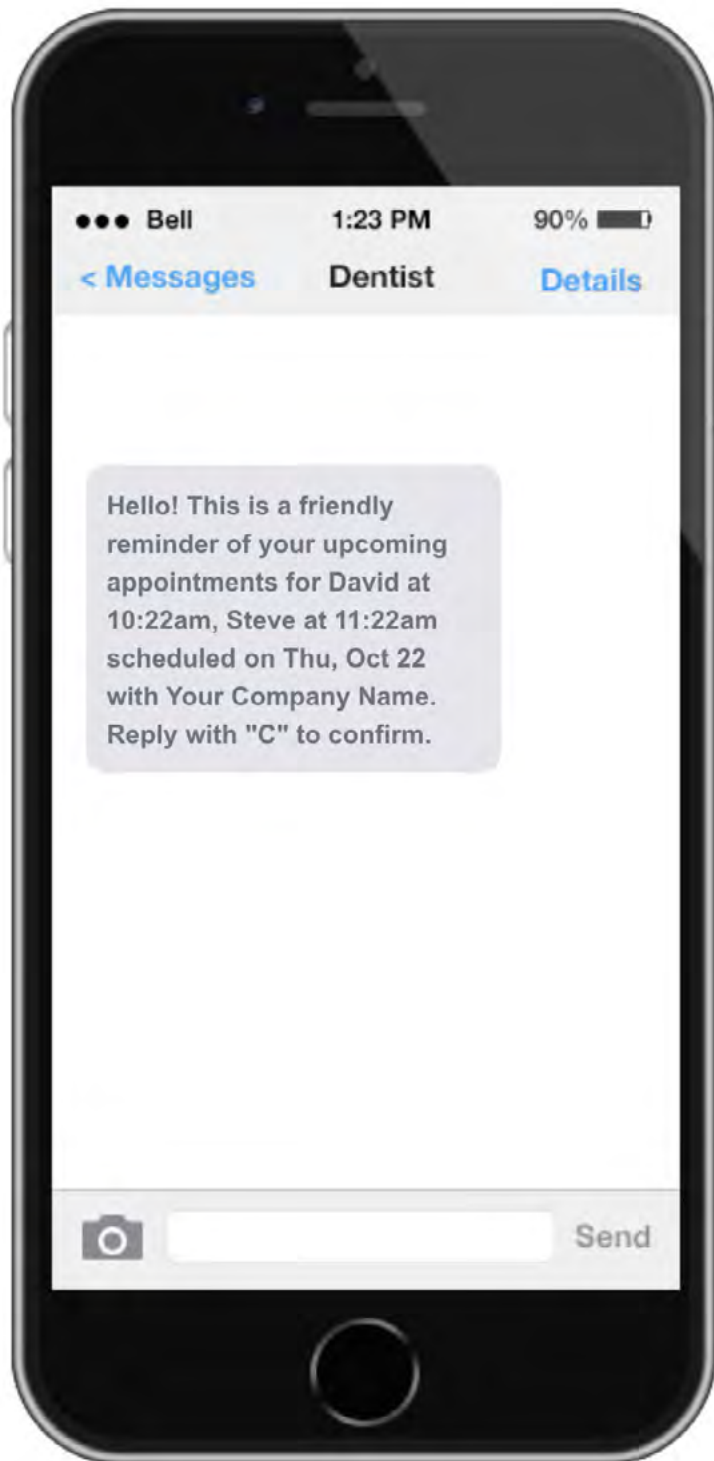 ●●● Bell 1:23 PM 90%
< Messages Dentist Details
Hello! This is a friendly
reminder of your upcoming
appointments for David at
10:22am, Steve at 11:22am
scheduled on Thu, Oct 22
with Your Company Name.
Reply with "C" to confirm.
Send